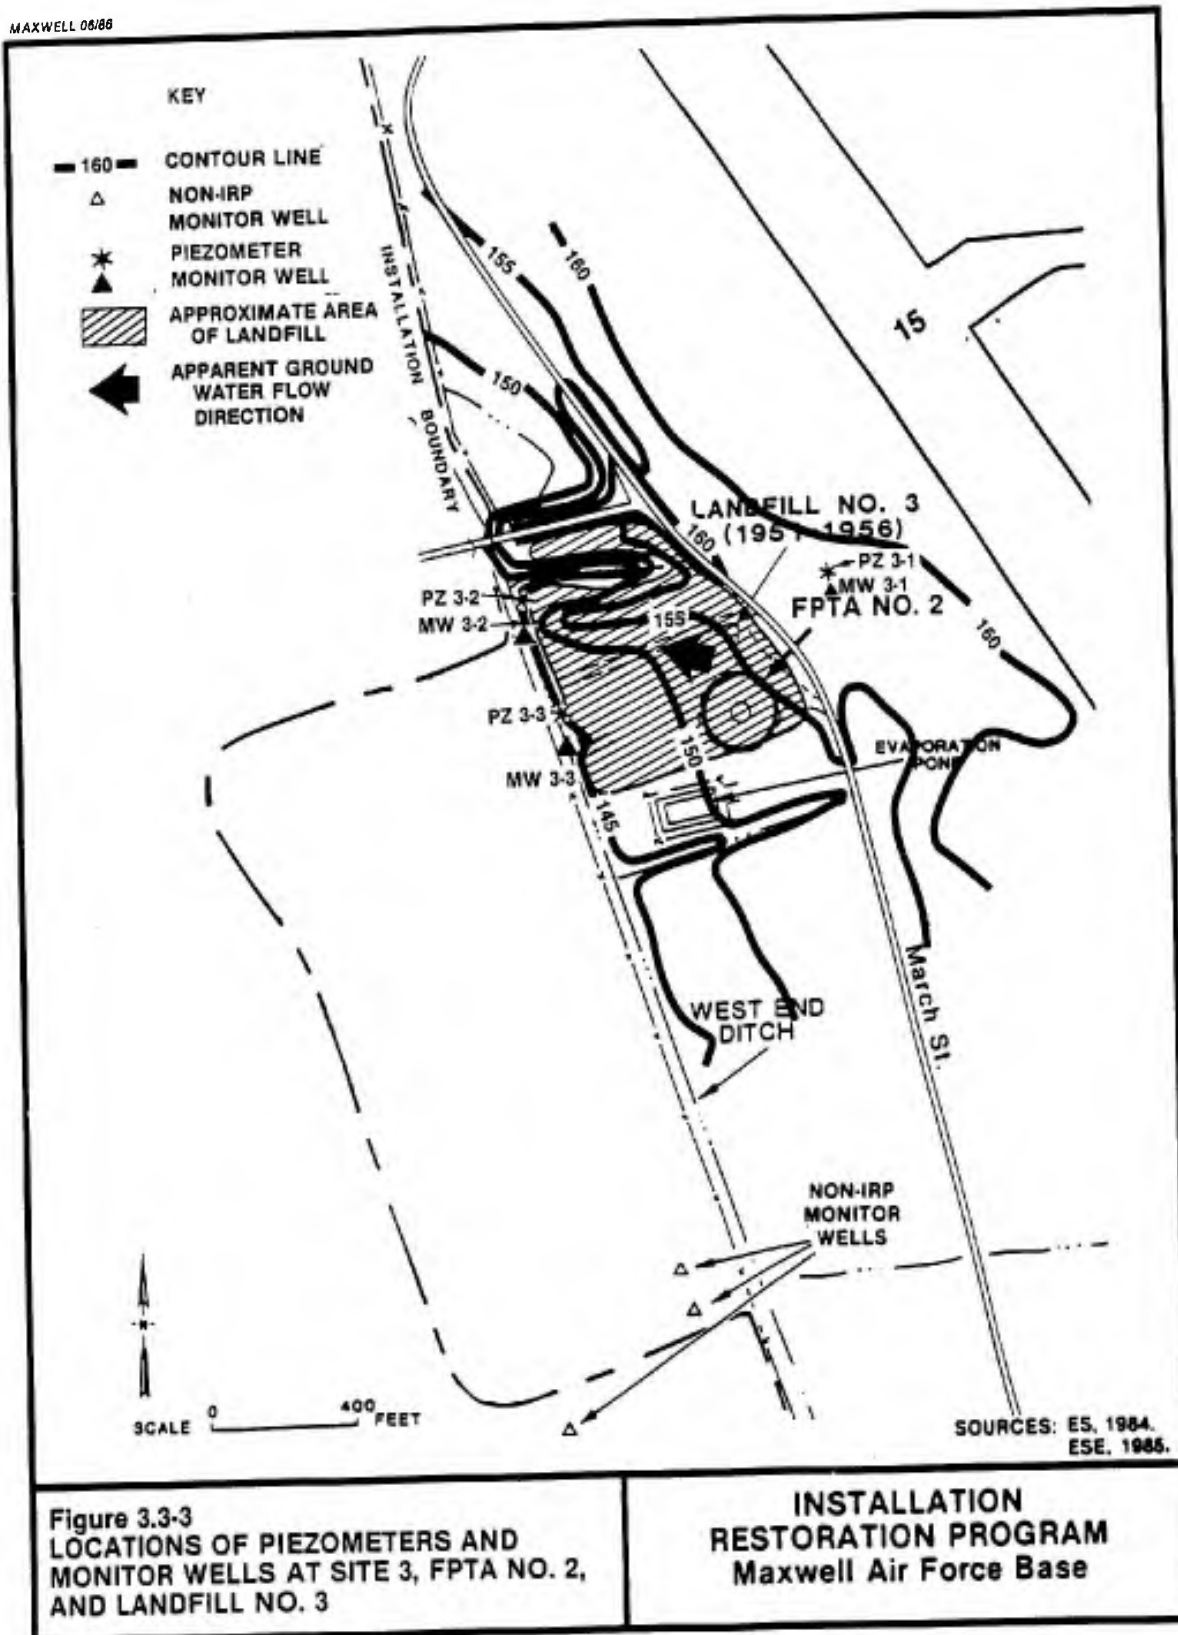 MAXWELL 06/86
KEY
160 CONTOUR LINE
NON-IRP
MONITOR WELL
PIEZOMETER
MONITOR WELL
APPROXIMATE AREA
OF LANDFILL
APPARENT GROUND
WATER FLOW
DIRECTION
INSTALLATION BOUNDARY
155
160
150
15
LANDFILL NO. 3
1956)
160
PZ 3-1
MW 3-1
FPTA NO. 2
PZ 3-2
MW 3-2
155
160
PZ 3-3
MW 3-3
150
145
EVAPORATION
POND
March St.
WEST END
DITCH
NON-IRP
MONITOR
WELLS
N
SCALE 0 400 FEET
SOURCES: ES, 1984.
ESE, 1985.
Figure 3.3-3
LOCATIONS OF PIEZOMETERS AND
MONITOR WELLS AT SITE 3, FPTA NO. 2,
AND LANDFILL NO. 3
INSTALLATION
RESTORATION PROGRAM
Maxwell Air Force Base